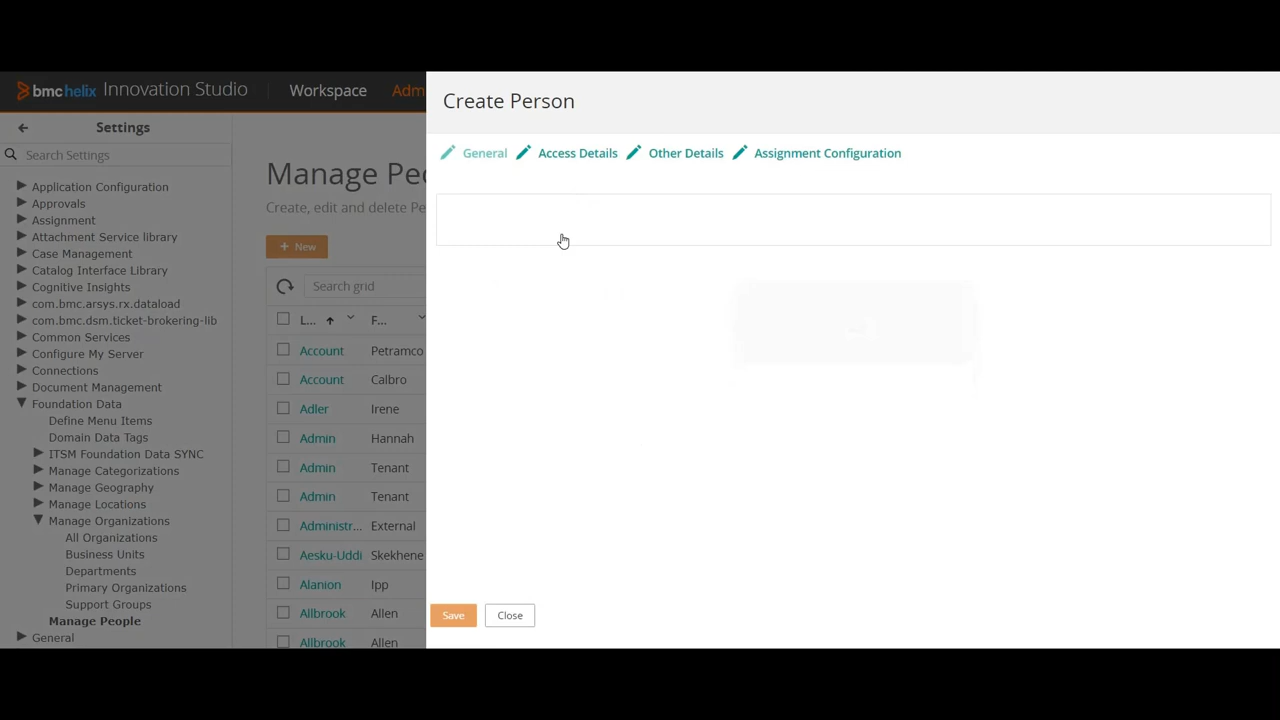 bmchelix Innovation Studio
Workspace
Adm
Create Person
Settings
Search Settings
General
Access Details
Other Details
Assignment Configuration
Application Configuration
Approvals
Assignment
Attachment Service library
Case Management
Catalog Interface Library
Cognitive Insights
com.bmc.arsys.rx.dataload
com.bmc.dsm.ticket-brokering-lib
Common Services
Configure My Server
Connections
Document Management
Foundation Data
Define Menu Items
Domain Data Tags
ITSM Foundation Data SYNC
Manage Categorizations
Manage Geography
Manage Locations
Manage Organizations
All Organizations
Business Units
Departments
Primary Organizations
Support Groups
Manage People
General
Manage Pe
Create, edit and delete Pe
+ New
Search grid
L... F...
Account Petramco
Account Calbro
Adler Irene
Admin Hannah
Admin Tenant
Admin Tenant
Administr... External
Aesku-Uddi Skekhene
Alanion Ipp
Allbrook Allen
Allbrook Allen
Save
Close